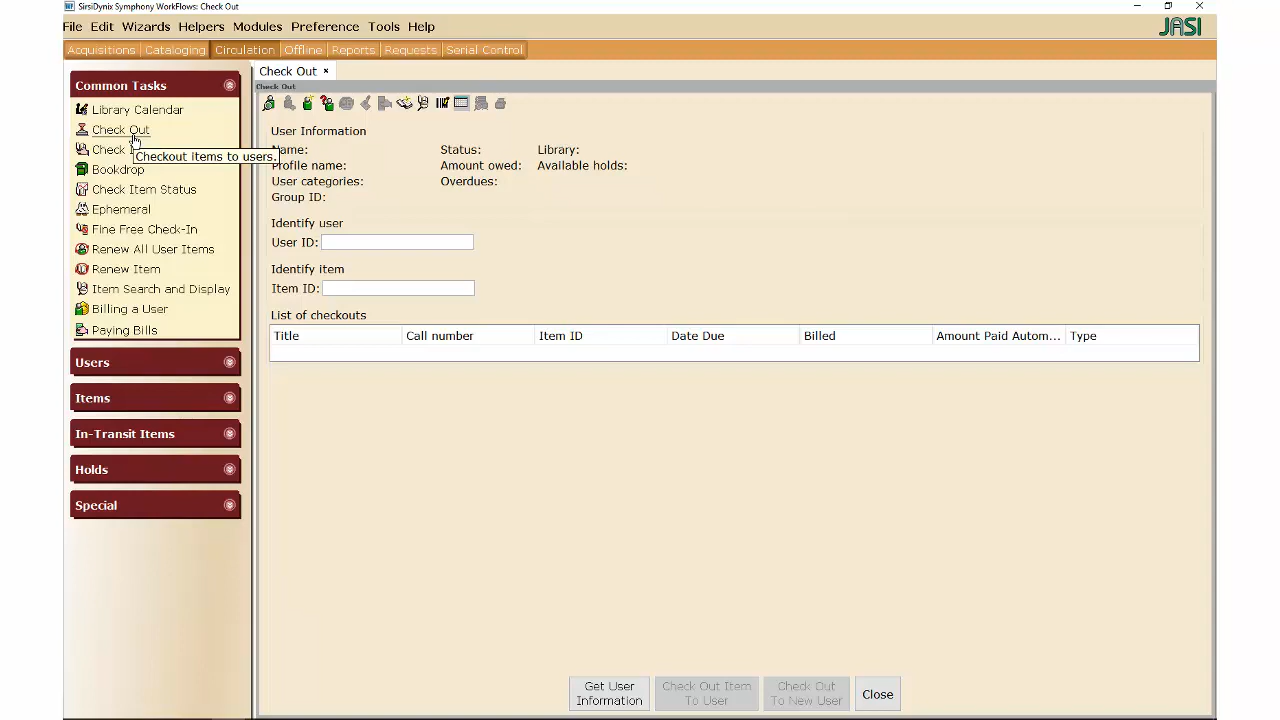 SirsiDynix Symphony WorkFlows: Check Out
File Edit Wizards Helpers Modules Preference Tools Help
JASI
Acquisitions Cataloging Circulation Offline Reports Requests Serial Control
Common Tasks
Library Calendar
Check Out
Check I
Checkout items to users.
Bookdrop
Check Item Status
Ephemeral
Fine Free Check-In
Renew All User Items
Renew Item
Item Search and Display
Billing a User
Paying Bills
Users
Items
In-Transit Items
Holds
Special
Check Out ×
Check Out
User Information
Name: Status: Library:
Profile name: Amount owed: Available holds:
User categories: Overdues:
Group ID:
Identify user
User ID:
Identify item
Item ID:
List of checkouts
Title Call number Item ID Date Due Billed Amount Paid Autom... Type
Get User Information
Check Out Item To User
Check Out To New User
Close